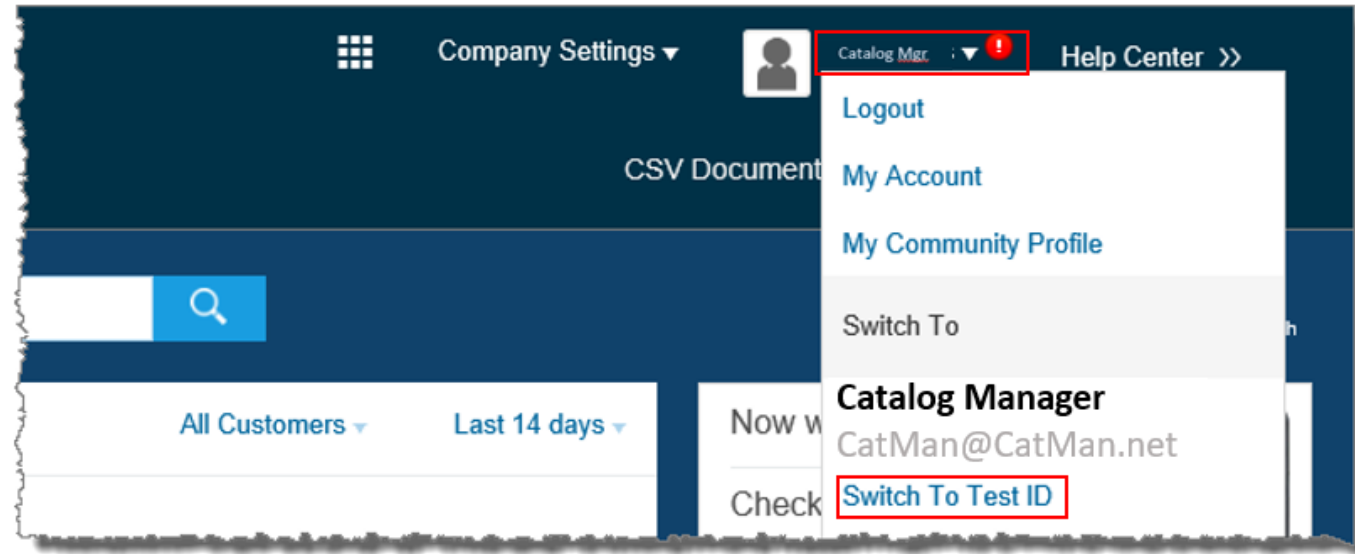 Company Settings
Catalog Mgr.
Help Center >>
CSV Document
Logout
My Account
My Community Profile
Switch To
h
Catalog Manager
CatMan@CatMan.net
Switch To Test ID
All Customers
Last 14 days
Now w
Check